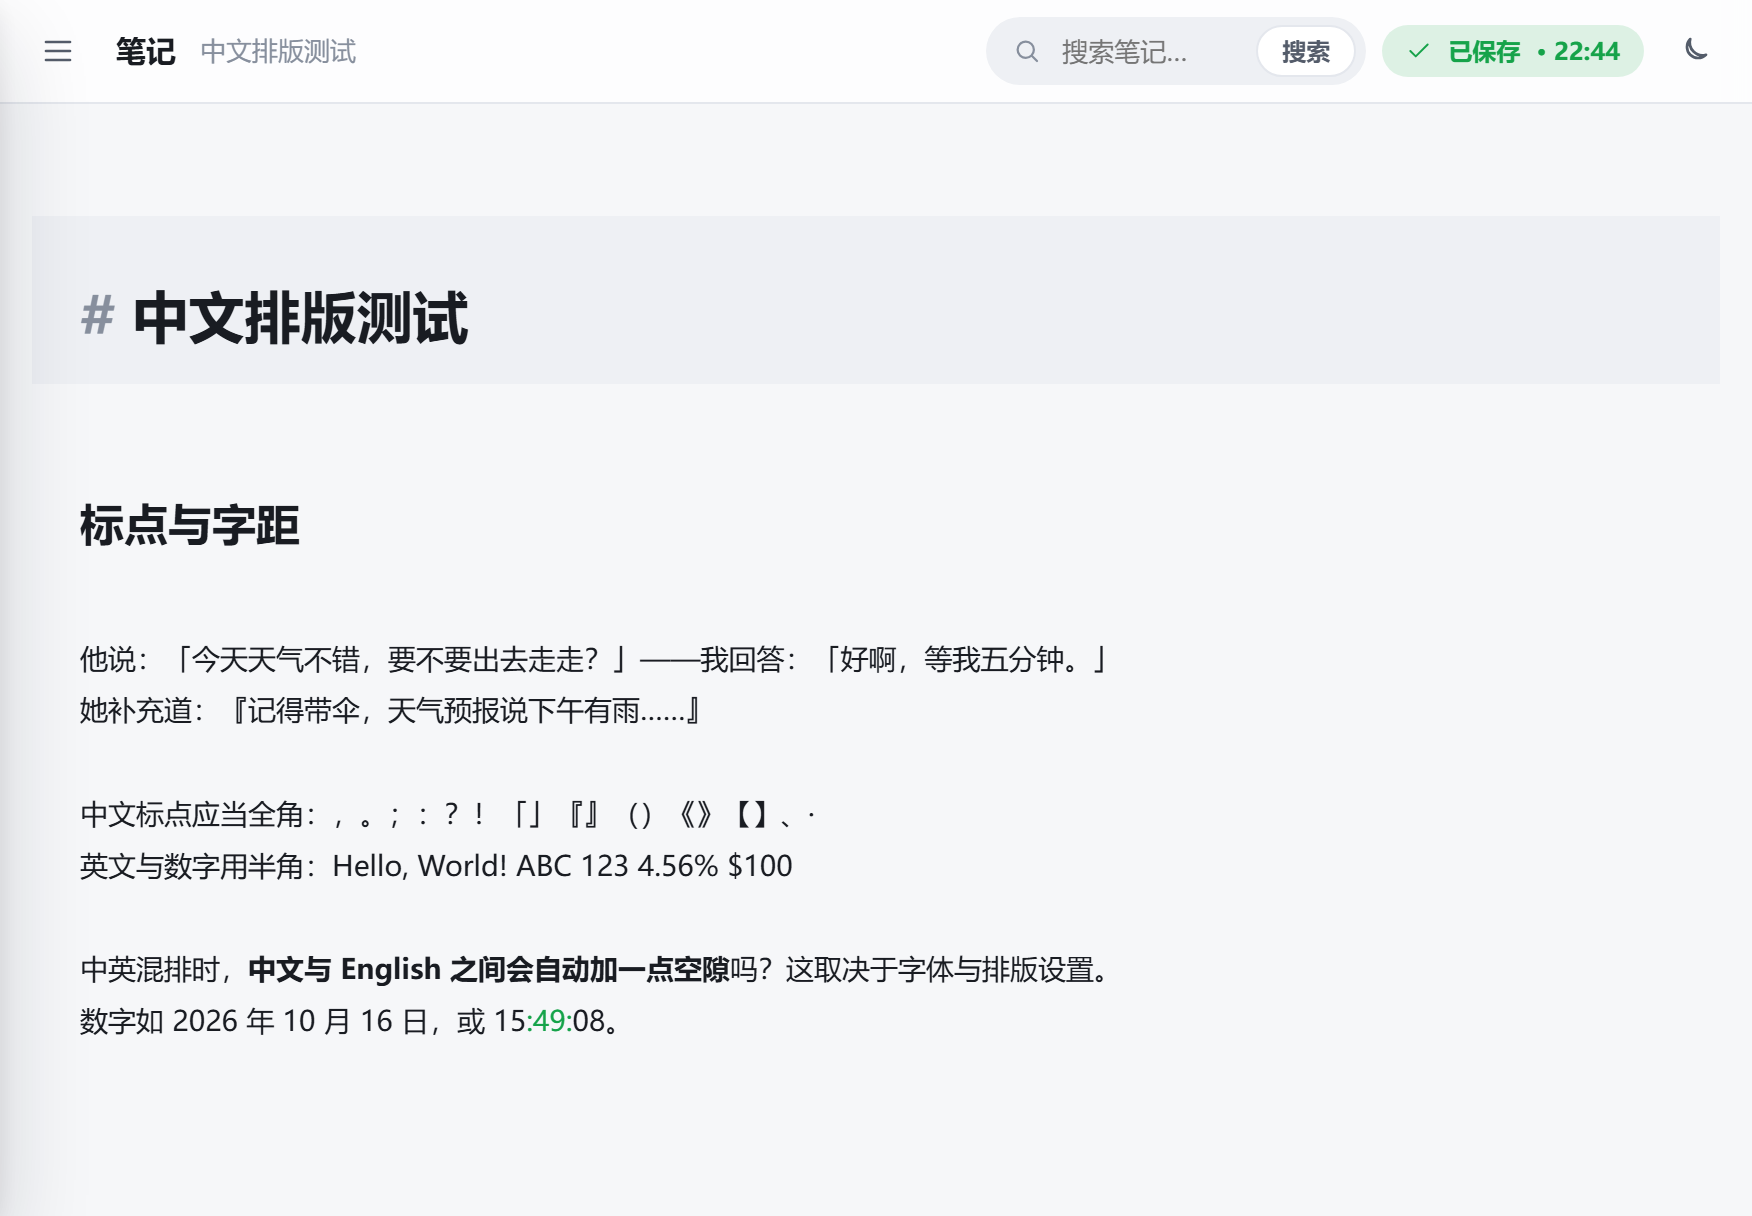 笔记 中文排版测试 搜索笔记... 搜索 已保存 • 22:44
# 中文排版测试
标点与字距
他说：「今天天气不错，要不要出去走走？」——我回答：「好啊，等我五分钟。」
她补充道：『记得带伞，天气预报说下午有雨……』
中文标点应当全角：，。；：？！「」『』（）《》【】、·
英文与数字用半角：Hello, World! ABC 123 4.56% $100
中英混排时，中文与 English 之间会自动加一点空隙吗？这取决于字体与排版设置。
数字如 2026 年 10 月 16 日，或 15:49:08。